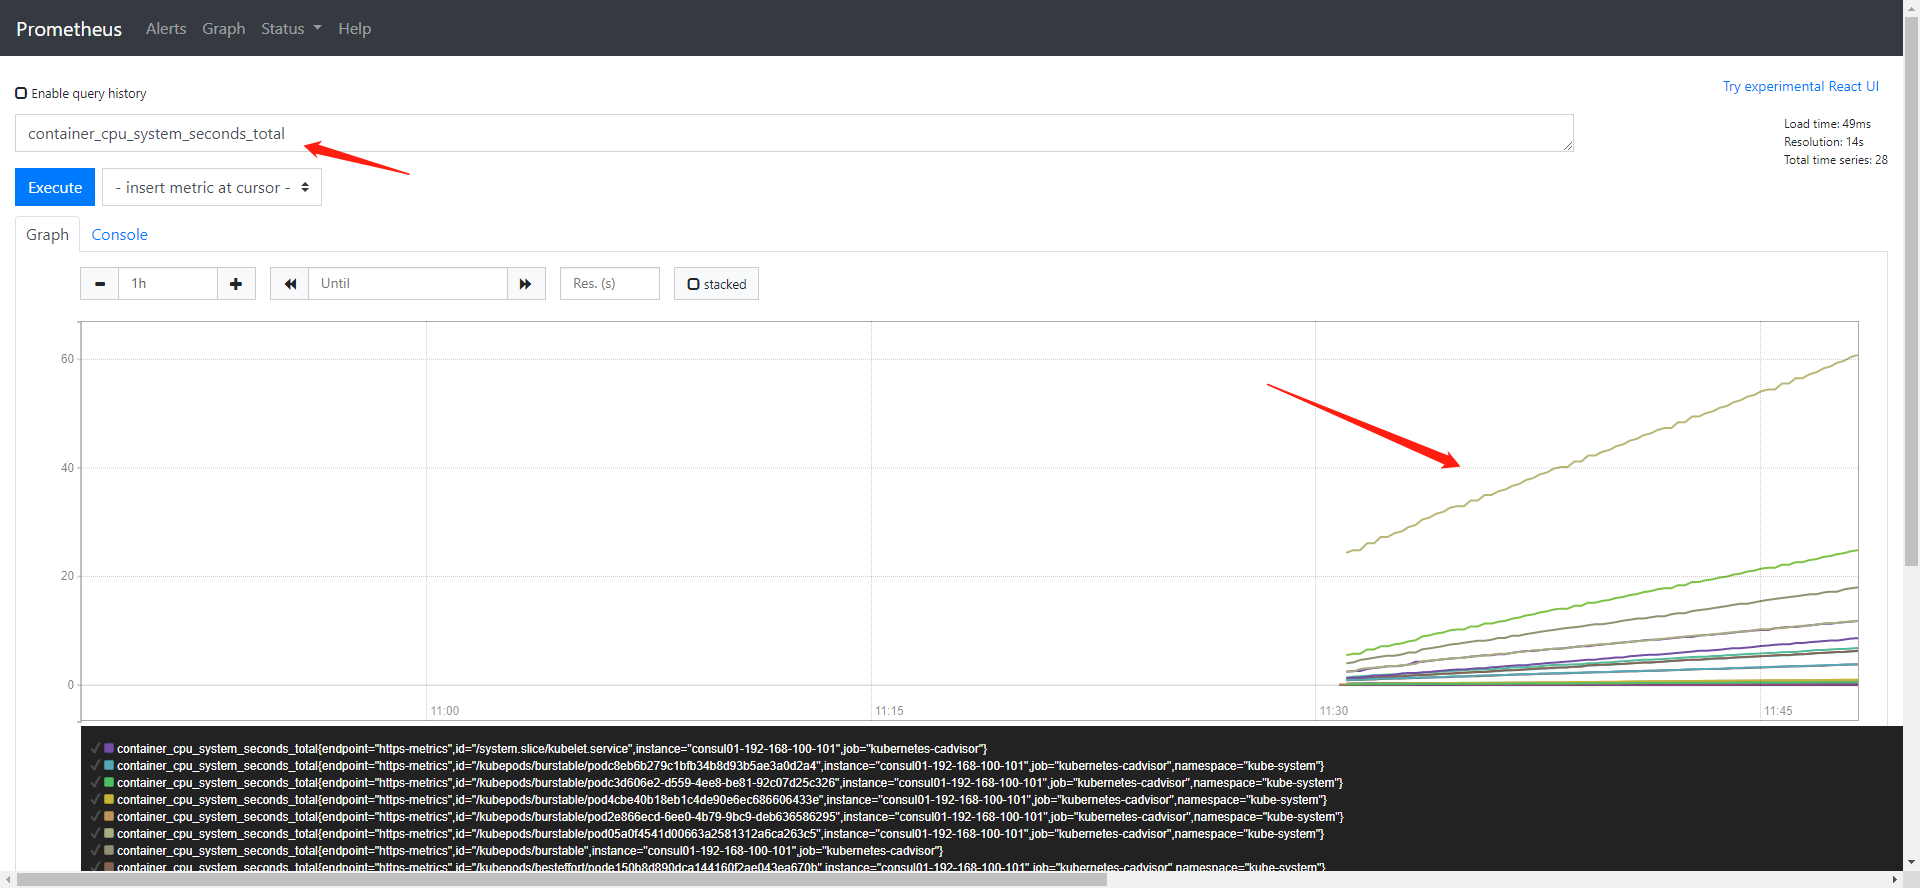 Prometheus Alerts Graph Status Help
Enable query history
Try experimental React UI
container_cpu_system_seconds_total
Load time: 49ms
Resolution: 14s
Total time series: 28
Execute - insert metric at cursor -
Graph Console
1h Until Res. (s) stacked
60
40
20
0
11:00 11:15 11:30 11:45
container_cpu_system_seconds_total{endpoint="https-metrics",id="/system.slice/kubelet.service",instance="consul01-192-168-100-101",job="kubernetes-cadvisor"}
container_cpu_system_seconds_total{endpoint="https-metrics",id="/kubepods/burstable/podc8eb6b279c1bfb34b8d93b5ae3a0d2a4",instance="consul01-192-168-100-101",job="kubernetes-cadvisor",namespace="kube-system"}
container_cpu_system_seconds_total{endpoint="https-metrics",id="/kubepods/burstable/podc3d606e2-d559-4ee8-be81-92c07d25c326",instance="consul01-192-168-100-101",job="kubernetes-cadvisor",namespace="kube-system"}
container_cpu_system_seconds_total{endpoint="https-metrics",id="/kubepods/burstable/pod4cbe40b18eb1c4de90e6ec686606433e",instance="consul01-192-168-100-101",job="kubernetes-cadvisor",namespace="kube-system"}
container_cpu_system_seconds_total{endpoint="https-metrics",id="/kubepods/burstable/pod2e866ecd-6ee0-4b79-9bc9-deb636586295",instance="consul01-192-168-100-101",job="kubernetes-cadvisor",namespace="kube-system"}
container_cpu_system_seconds_total{endpoint="https-metrics",id="/kubepods/burstable/pod05a0f4541d00663a2581312a6ca263c5",instance="consul01-192-168-100-101",job="kubernetes-cadvisor",namespace="kube-system"}
container_cpu_system_seconds_total{endpoint="https-metrics",id="/kubepods/burstable",instance="consul01-192-168-100-101",job="kubernetes-cadvisor"}
container_cpu_system_seconds_total{endpoint="https-metrics",id="/kubepods/besteffort/pode150b8d890dca144160f2ae043ea670b",instance="consul01-192-168-100-101",job="kubernetes-cadvisor",namespace="kube-system"}